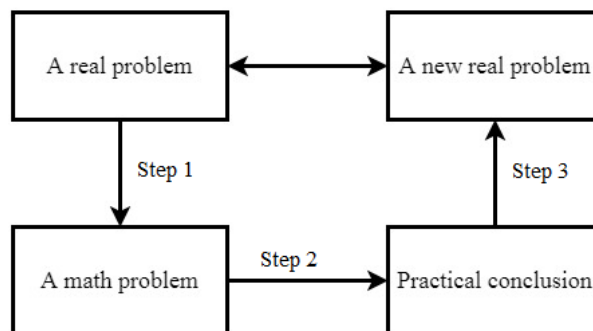 A real problem
A new real problem
Step 1
Step 3
Step 2
A math problem
Practical conclusion